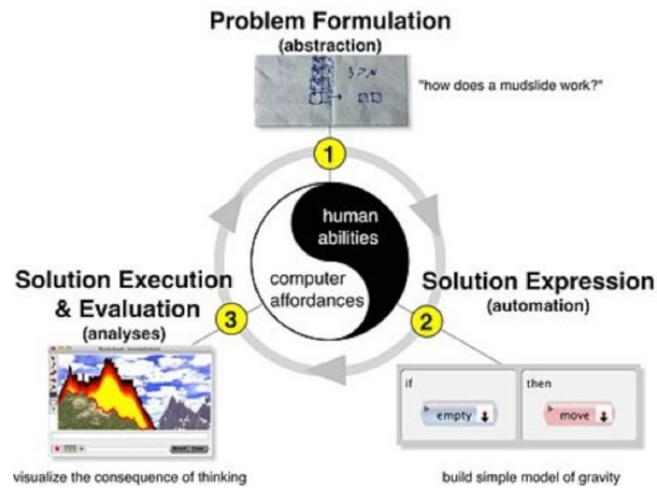 Problem Formulation
(abstraction)
3 > N
"how does a mudslide work?"
1
human
abilities
computer
affordances
Solution Execution
& Evaluation
(analyses)
3
Solution Expression
(automation)
2
if
empty
then
move
visualize the consequence of thinking
build simple model of gravity